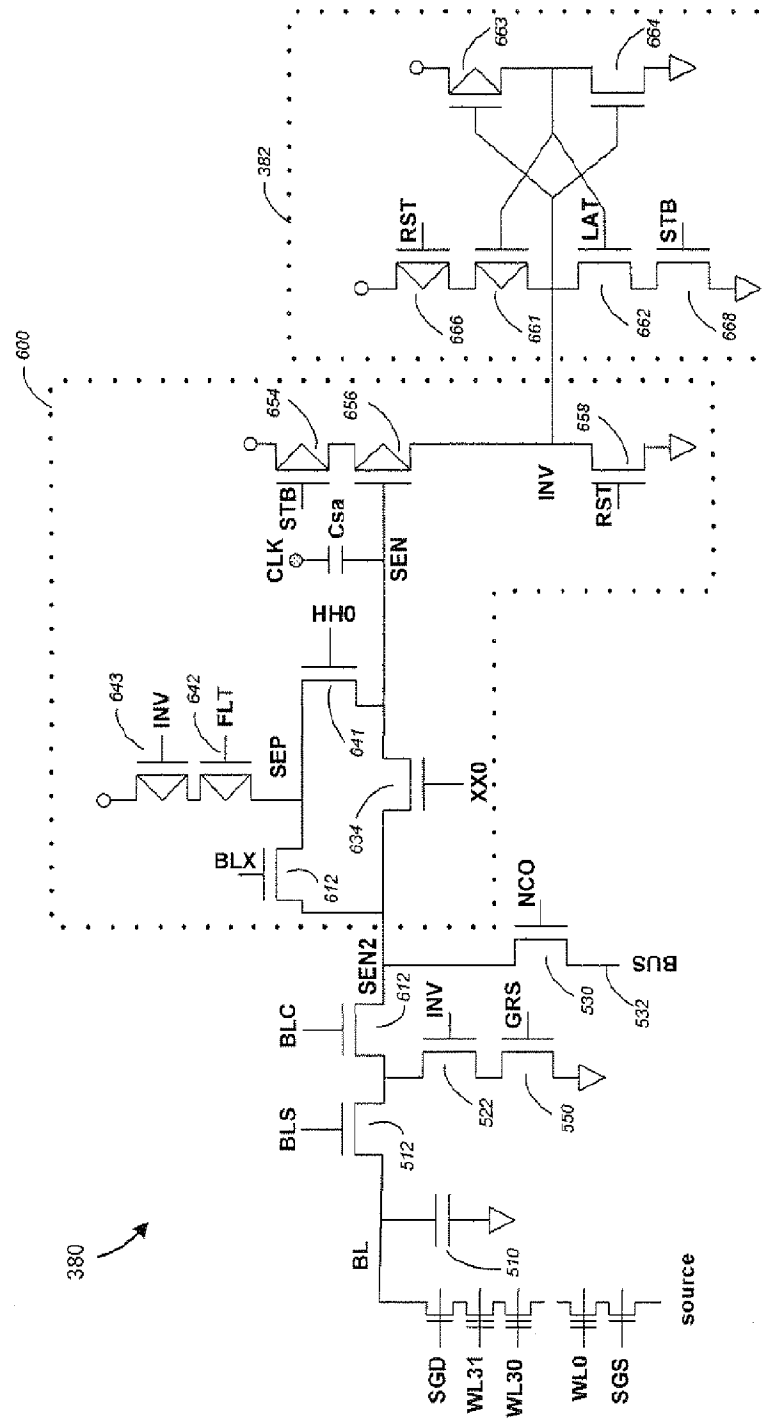 380
SGD
WL31
WL30
WL0
SGS
source
BL
510
BLS
512
BLC
612
INV
522
GRS
550
SEN2
NCO
530
BUS
532
600
BLX
612
643
INV
642
FLT
SEP
HH0
641
634
XX0
CLK
Csa
SEN
STB
654
656
INV
RST
658
382
RST
666
661
LAT
662
STB
668
663
664